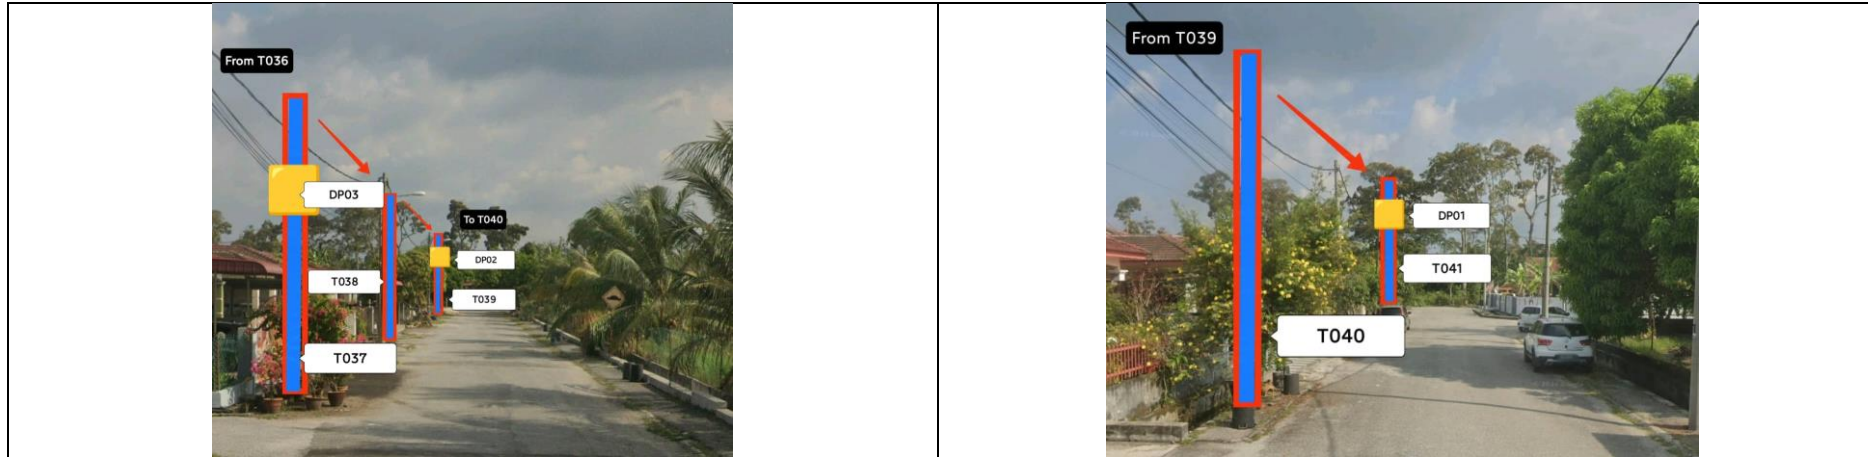 From T036
DP03
To T040
DP02
T038
T039
T037
From T039
DP01
T041
T040